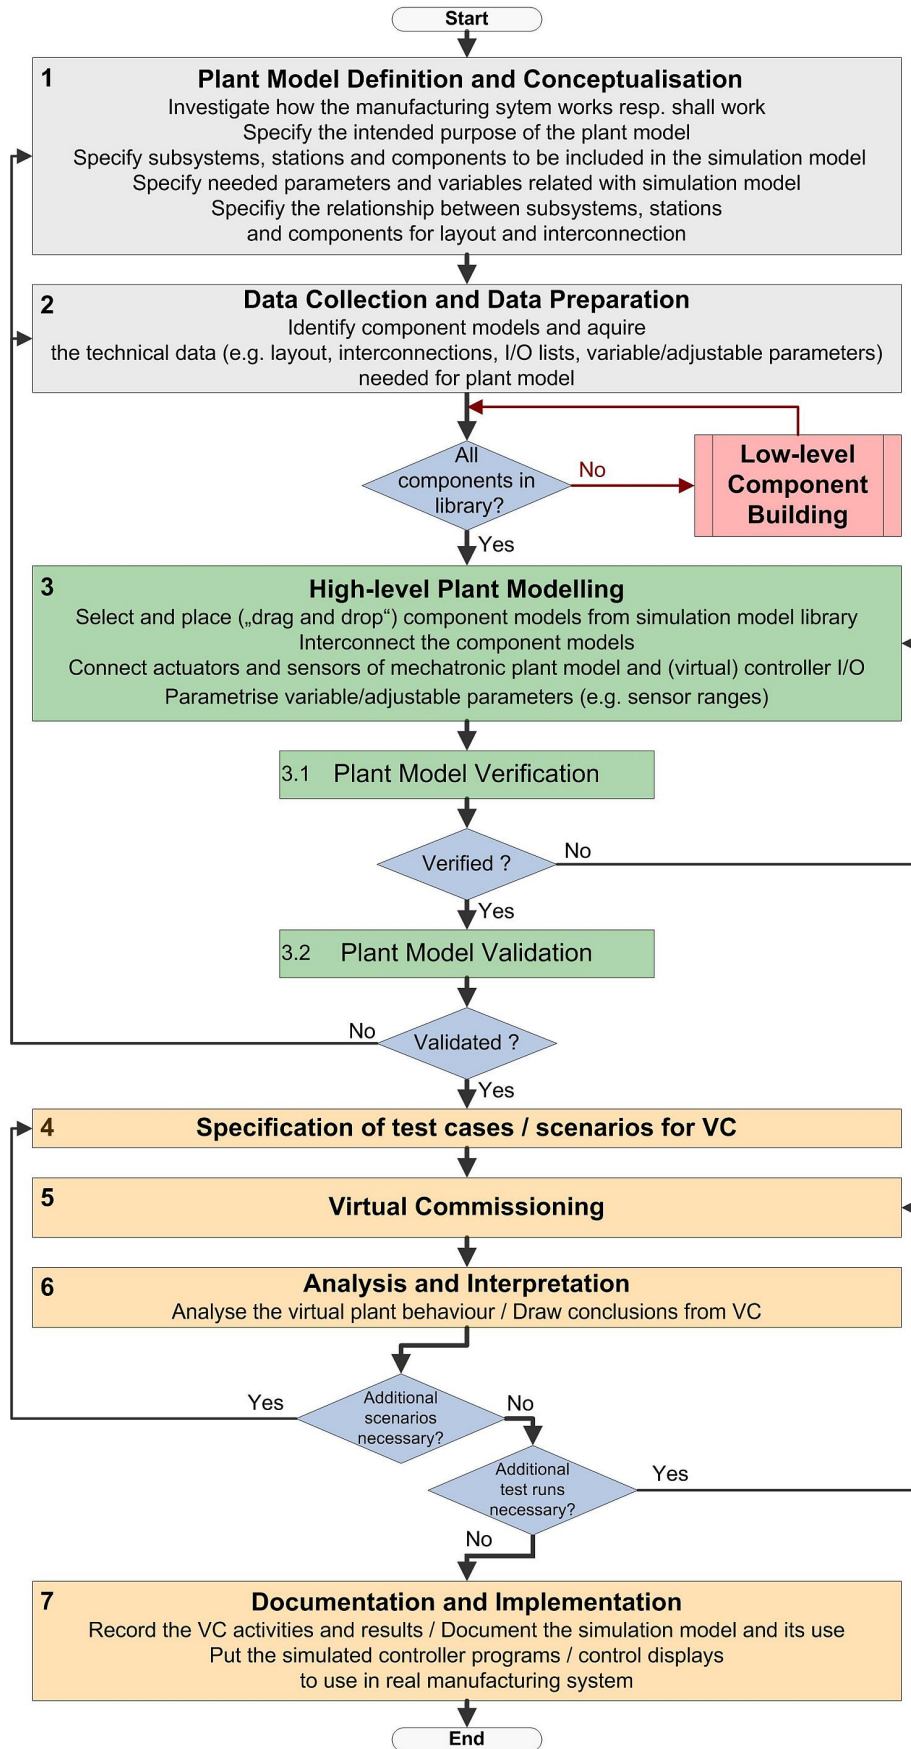 Start
1
Plant Model Definition and Conceptualisation
Investigate how the manufacturing sytem works resp. shall work
Specify the intended purpose of the plant model
Specify subsystems, stations and components to be included in the simulation model
Specify needed parameters and variables related with simulation model
Specifiy the relationship between subsystems, stations
and components for layout and interconnection
2
Data Collection and Data Preparation
Identify component models and aquire
the technical data (e.g. layout, interconnections, I/O lists, variable/adjustable parameters)
needed for plant model
All
components in
library?
No
Low-level
Component
Building
Yes
3
High-level Plant Modelling
Select and place („drag and drop“) component models from simulation model library
Interconnect the component models
Connect actuators and sensors of mechatronic plant model and (virtual) controller I/O
Parametrise variable/adjustable parameters (e.g. sensor ranges)
3.1 Plant Model Verification
Verified ?
No
Yes
3.2 Plant Model Validation
No
Validated ?
Yes
4
Specification of test cases / scenarios for VC
5
Virtual Commissioning
6
Analysis and Interpretation
Analyse the virtual plant behaviour / Draw conclusions from VC
Yes
Additional
scenarios
necessary?
No
Additional
test runs
necessary?
Yes
No
7
Documentation and Implementation
Record the VC activities and results / Document the simulation model and its use
Put the simulated controller programs / control displays
to use in real manufacturing system
End